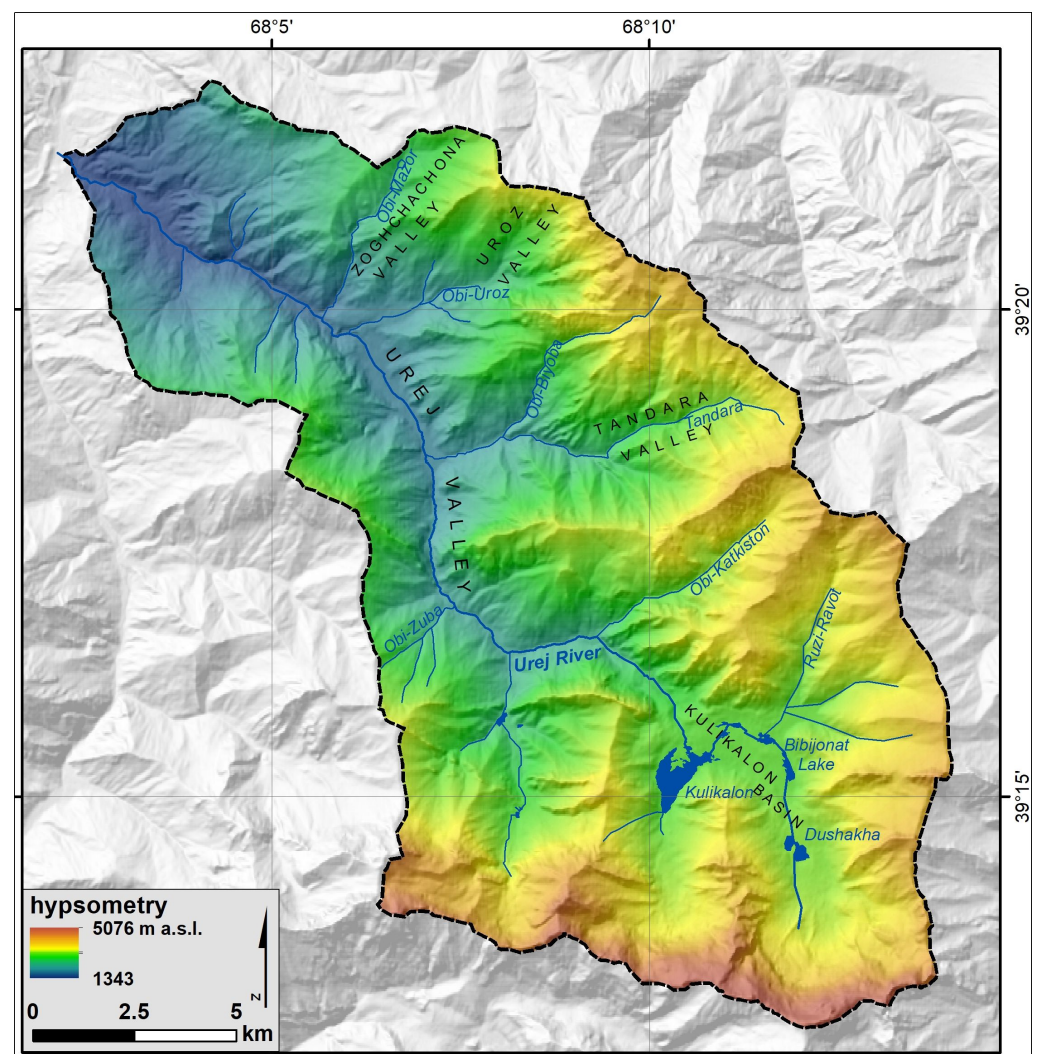 68°5'
68°10'
Obi-Mazor
ZOGHCHACHONA
VALLEY
UROZ
VALLEY
Obi-Uroz
39°20'
UREJ
VALLEY
Obi-Biyoba
TANDARA
VALLEY
Tandara
Obi-Katkiston
Obi-Zuba
Ruzi-Ravot
Urej River
KULIKALON
BASIN
Bibijonat
Lake
Kulikalon
39°15'
Dushakha
hypsometry
5076 m a.s.l.
1343
N
0 2.5 5
km